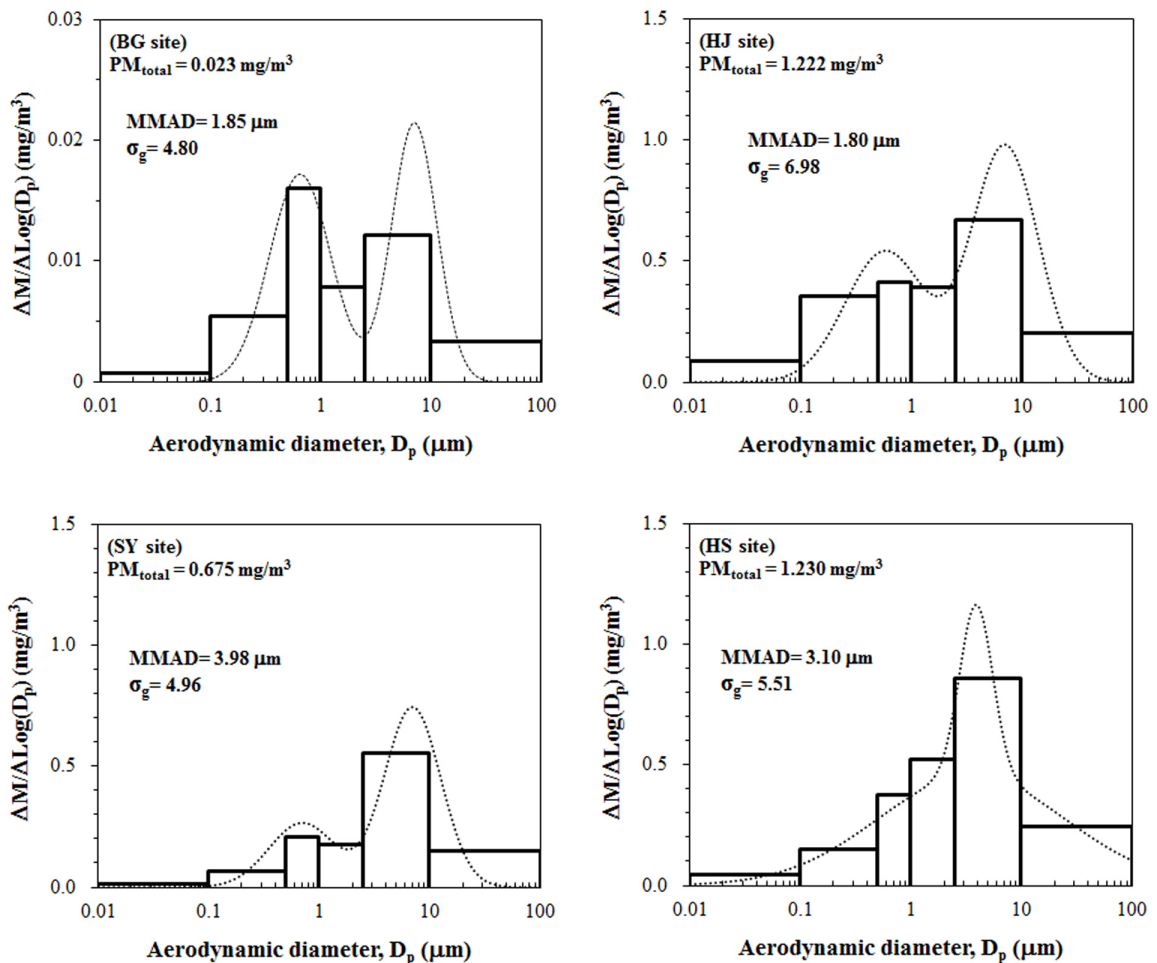 (BG site)
PMtotal = 0.023 mg/m³
MMAD= 1.85 μm
σg= 4.80
ΔM/ΔLog(Dp) (mg/m³)
0.03
0.02
0.01
0
0.01
0.1
1
10
100
Aerodynamic diameter, Dp (μm)
(HJ site)
PMtotal = 1.222 mg/m³
MMAD= 1.80 μm
σg= 6.98
ΔM/ΔLog(Dp) (mg/m³)
1.5
1.0
0.5
0.0
0.01
0.1
1
10
100
Aerodynamic diameter, Dp (μm)
(SY site)
PMtotal = 0.675 mg/m³
MMAD= 3.98 μm
σg= 4.96
ΔM/ΔLog(Dp) (mg/m³)
1.5
1.0
0.5
0.0
0.01
0.1
1
10
100
Aerodynamic diameter, Dp (μm)
(HS site)
PMtotal = 1.230 mg/m³
MMAD= 3.10 μm
σg= 5.51
ΔM/ΔLog(Dp) (mg/m³)
1.5
1.0
0.5
0.0
0.01
0.1
1
10
100
Aerodynamic diameter, Dp (μm)